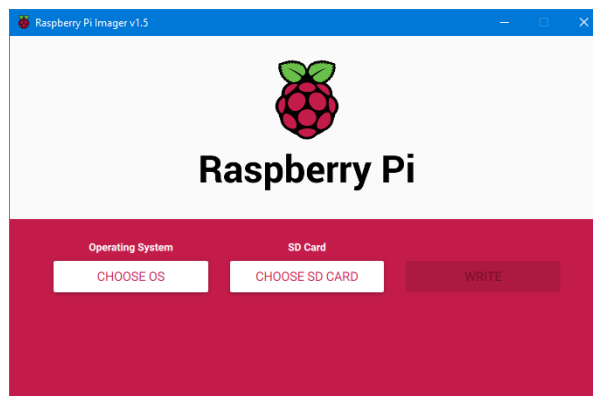 Raspberry Pi Imager v1.5
Raspberry Pi
Operating System
SD Card
CHOOSE OS
CHOOSE SD CARD
WRITE